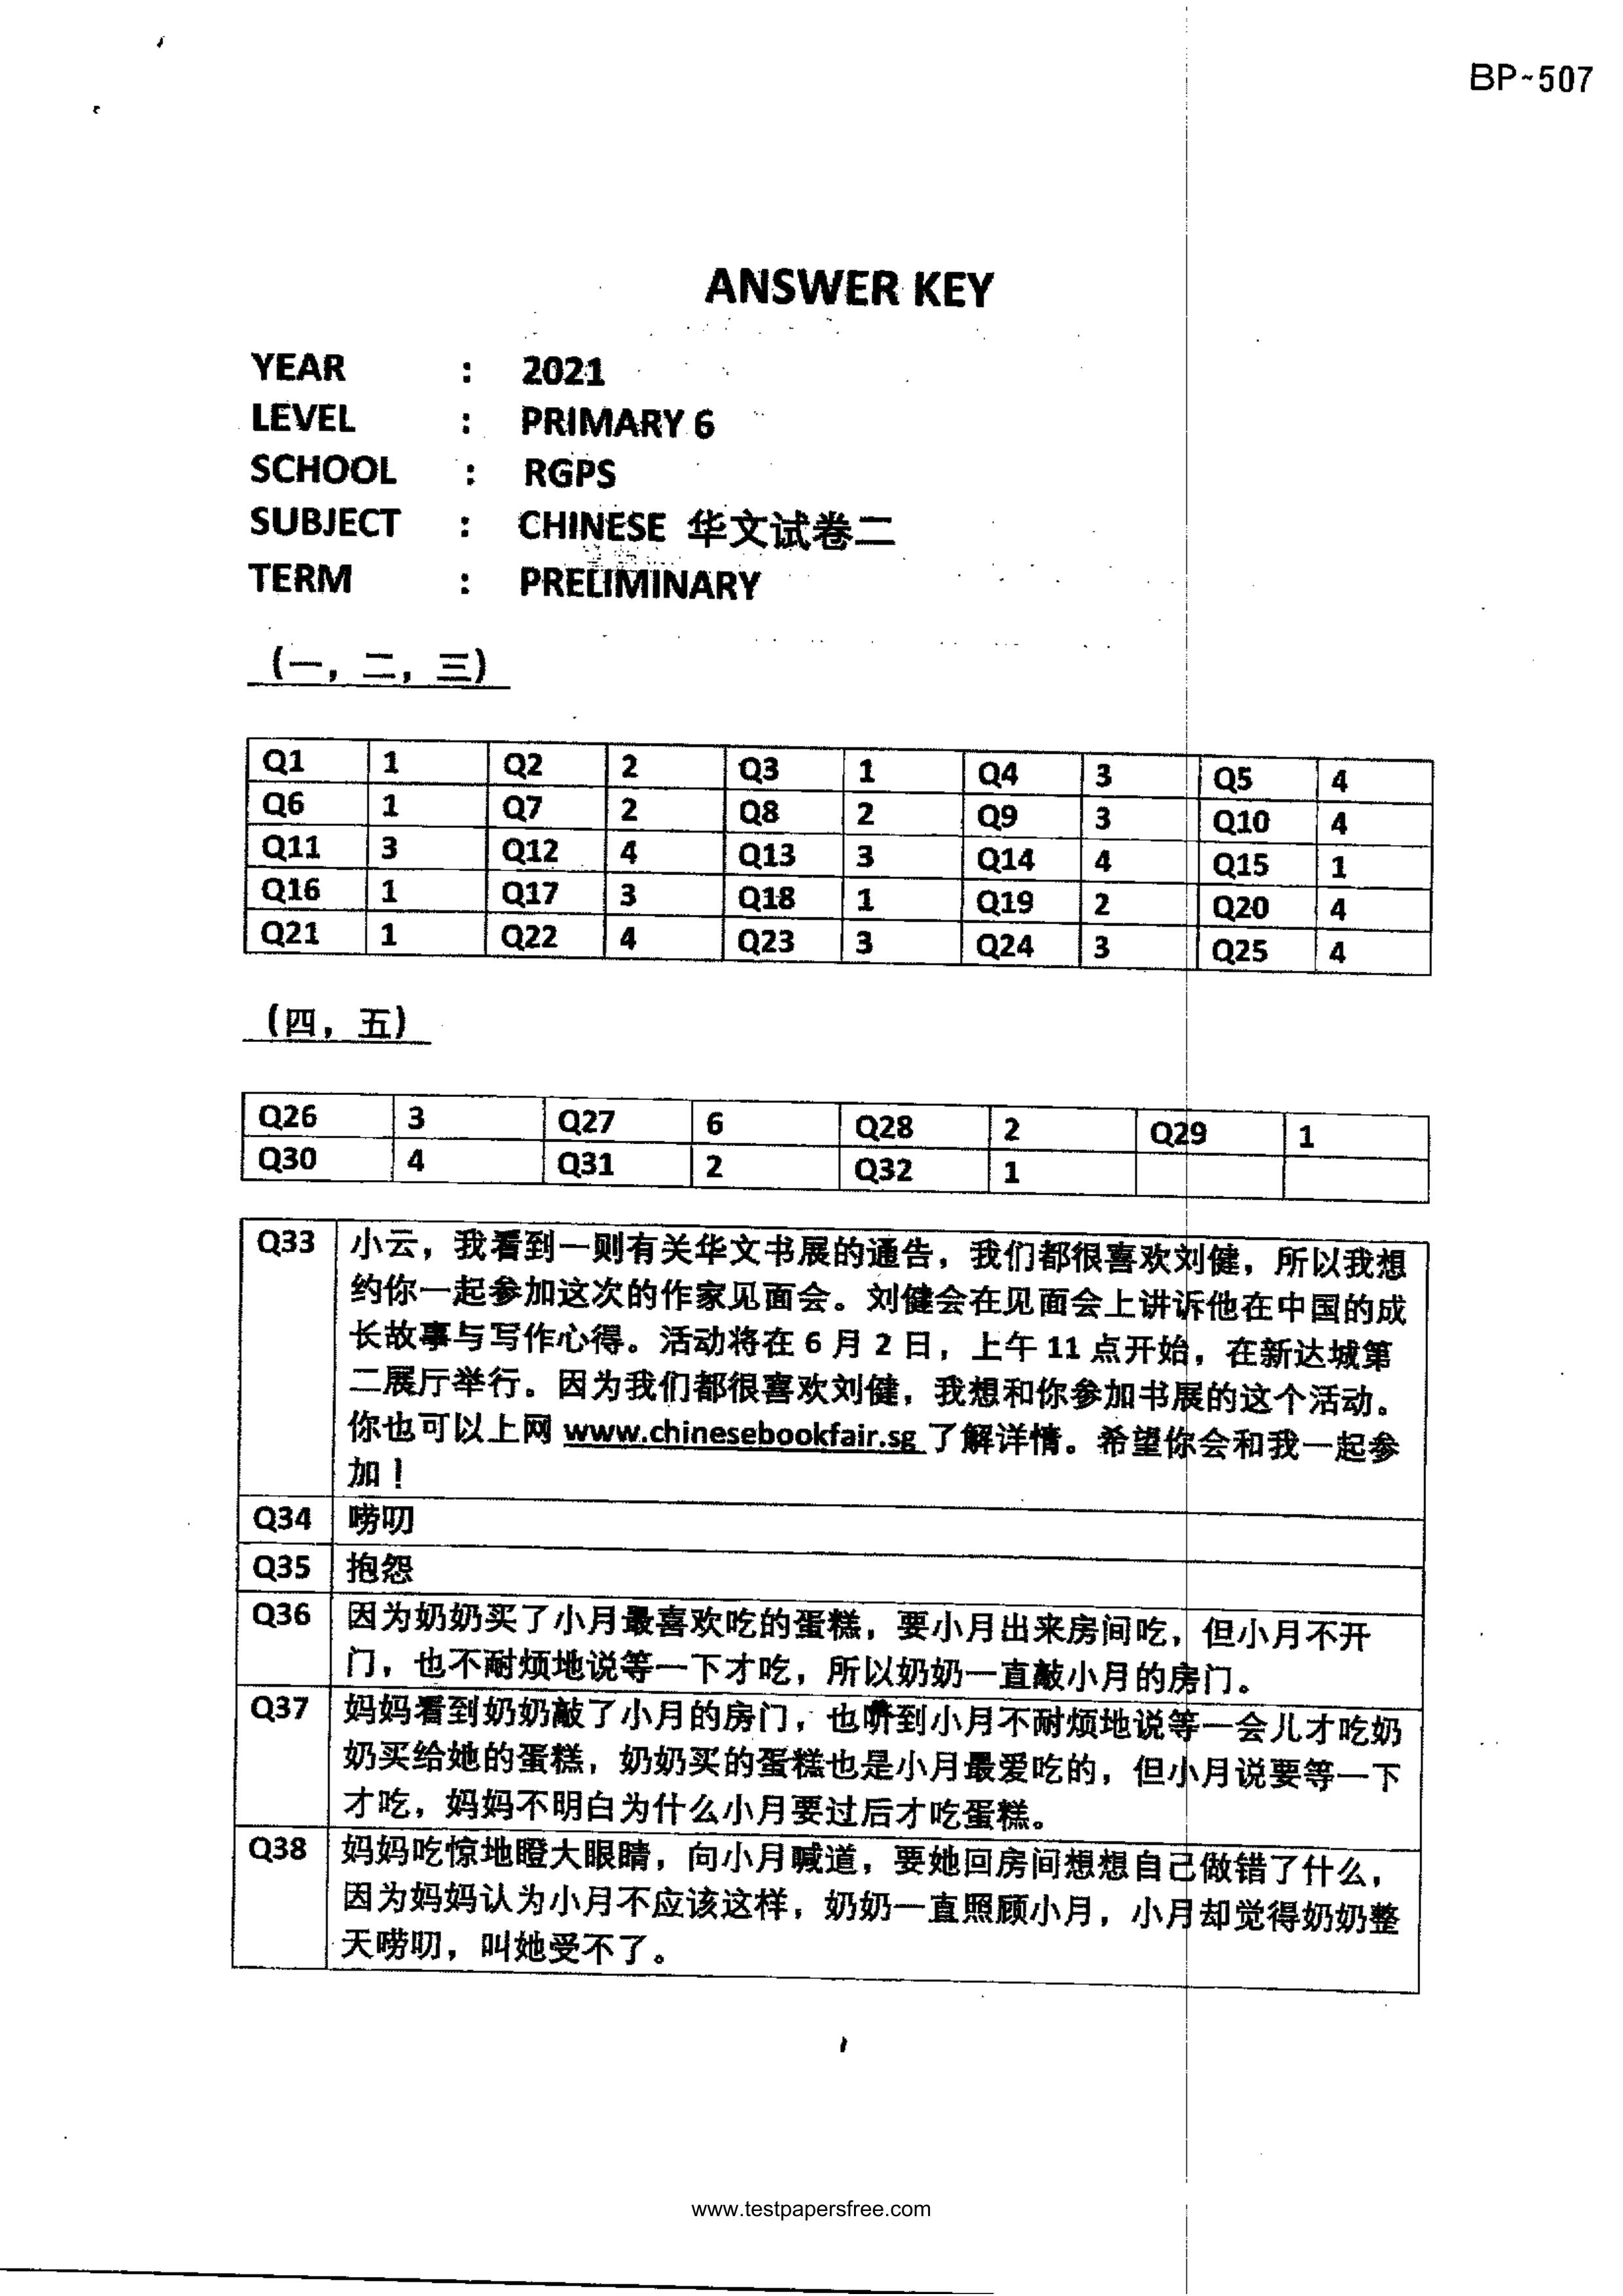 BP~507
ANSWER KEY
YEAR : 2021
LEVEL : PRIMARY 6
SCHOOL : RGPS
SUBJECT : CHINESE 华文试卷二
TERM : PRELIMINARY
(一，二，三)
Q1 1 Q2 2 Q3 1 Q4 3 Q5 4
Q6 1 Q7 2 Q8 2 Q9 3 Q10 4
Q11 3 Q12 4 Q13 3 Q14 4 Q15 1
Q16 1 Q17 3 Q18 1 Q19 2 Q20 4
Q21 1 Q22 4 Q23 3 Q24 3 Q25 4
(四，五)
Q26 3 Q27 6 Q28 2 Q29 1
Q30 4 Q31 2 Q32 1
Q33 小云，我看到一则有关华文书展的通告，我们都很喜欢刘健，所以我想
约你一起参加这次的作家见面会。刘健会在见面会上讲诉他在中国的成
长故事与写作心得。活动将在 6 月 2 日，上午 11 点开始，在新达城第
二展厅举行。因为我们都很喜欢刘健，我想和你参加书展的这个活动。
你也可以上网 www.chinesebookfair.sg 了解详情。希望你会和我一起参
加！
Q34 唠叨
Q35 抱怨
Q36 因为奶奶买了小月最喜欢吃的蛋糕，要小月出来房间吃，但小月不开
门，也不耐烦地说等一下才吃，所以奶奶一直敲小月的房门。
Q37 妈妈看到奶奶敲了小月的房门，也听到小月不耐烦地说等一会儿才吃奶
奶买给她的蛋糕，奶奶买的蛋糕也是小月最爱吃的，但小月说要等一下
才吃，妈妈不明白为什么小月要过后才吃蛋糕。
Q38 妈妈吃惊地瞪大眼睛，向小月喊道，要她回房间想想自己做错了什么，
因为妈妈认为小月不应该这样，奶奶一直照顾小月，小月却觉得奶奶整
天唠叨，叫她受不了。
www.testpapersfree.com